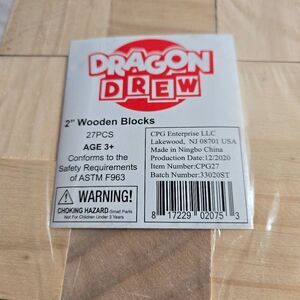 DRAGON
DREW
2" Wooden Blocks
27PCS
AGE 3+
Conforms to the
Safety Requirements
of ASTM F963
WARNING!
CHOKING HAZARD-Small Parts
Not For Children Under 3 Years
CPG Enterprise LLC
Lakewood, NJ 08701 USA
Made in Ningbo China
Production Date:12/2020
Item Number:CPG27
Batch Number:33020ST
8 17229 02075 3